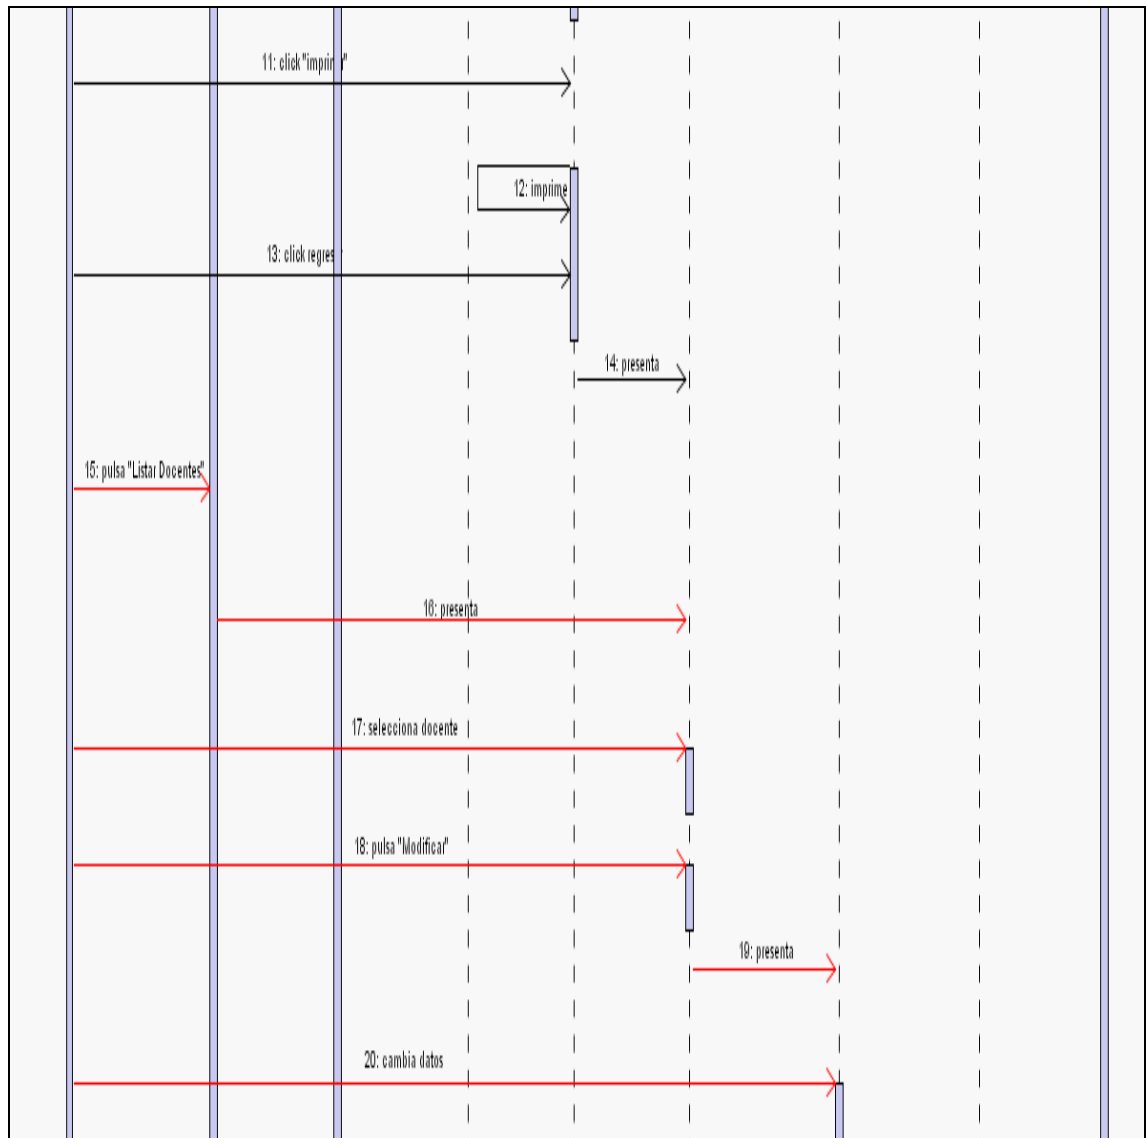 11: click "imprimir"
12: imprime
13: click regresar
14: presenta
15: pulsa "Listar Docentes"
16: presenta
17: selecciona docente
18: pulsa "Modificar"
19: presenta
20: cambia datos